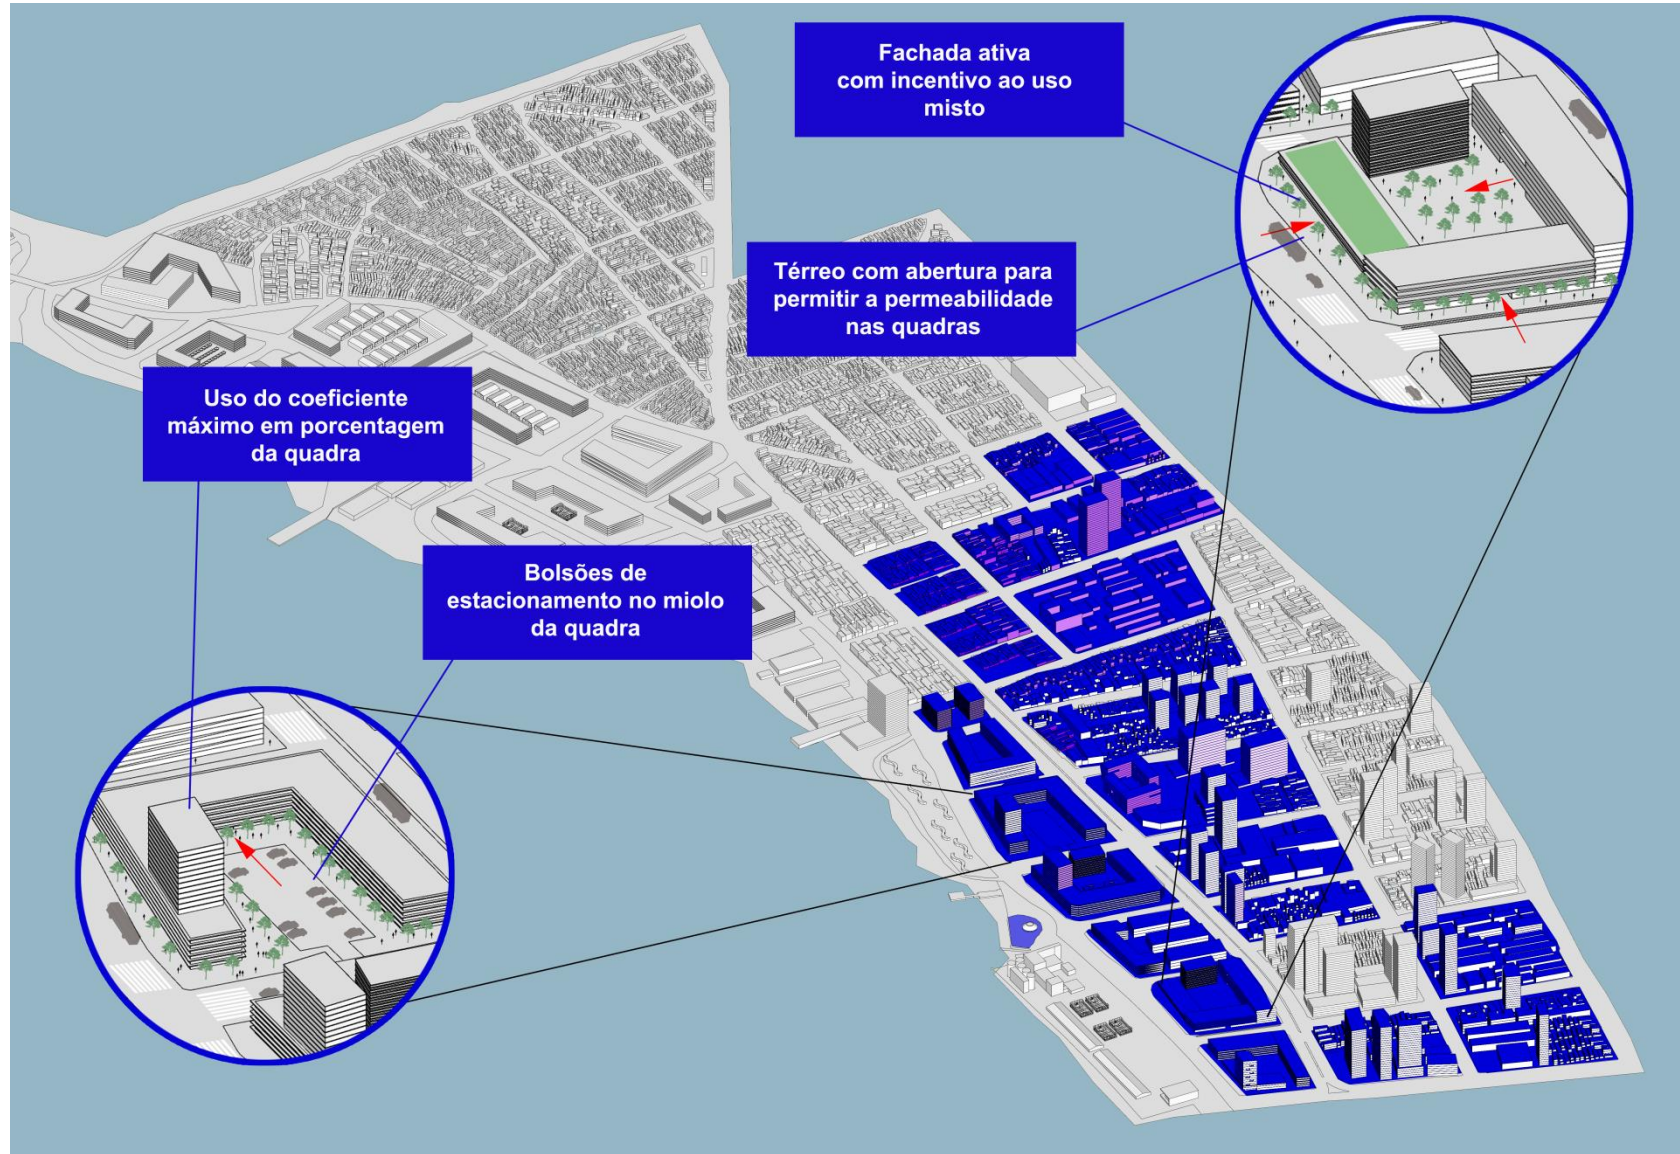 Fachada ativa
com incentivo ao uso
misto
Térreo com abertura para
permitir a permeabilidade
nas quadras
Uso do coeficiente
máximo em porcentagem
da quadra
Bolsões de
estacionamento no miolo
da quadra